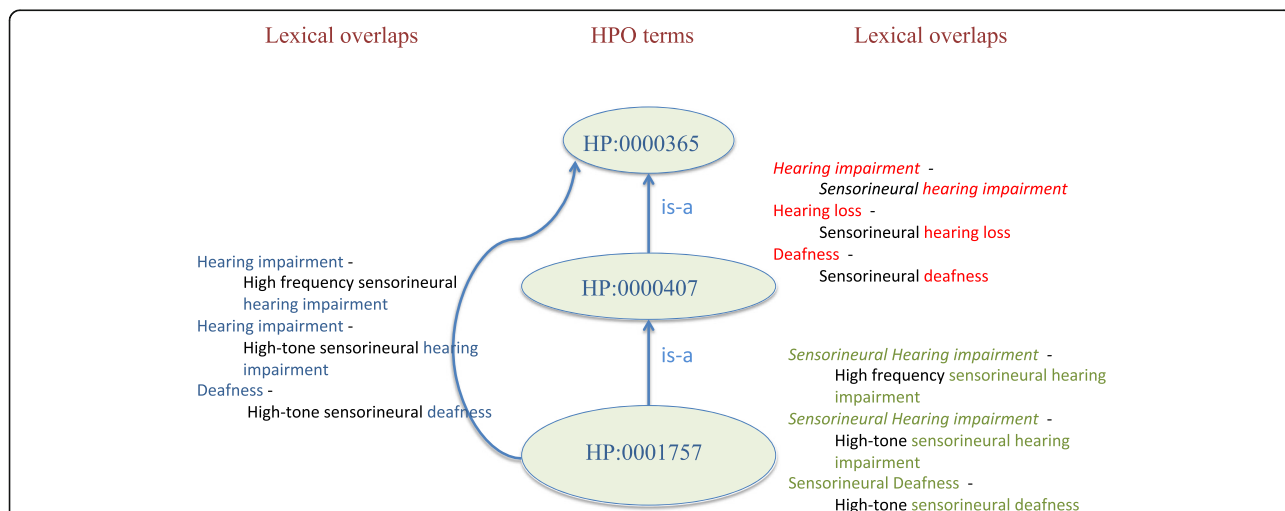 Lexical overlaps
HPO terms
Lexical overlaps
HP:0000365
is-a
HP:0000407
is-a
HP:0001757
Hearing impairment -
High frequency sensorineural
hearing impairment
Hearing impairment -
High-tone sensorineural hearing
impairment
Deafness -
High-tone sensorineural deafness
Hearing impairment -
Sensorineural hearing impairment
Hearing loss -
Sensorineural hearing loss
Deafness -
Sensorineural deafness
Sensorineural Hearing impairment -
High frequency sensorineural hearing
impairment
Sensorineural Hearing impairment -
High-tone sensorineural hearing
impairment
Sensorineural Deafness -
High-tone sensorineural deafness